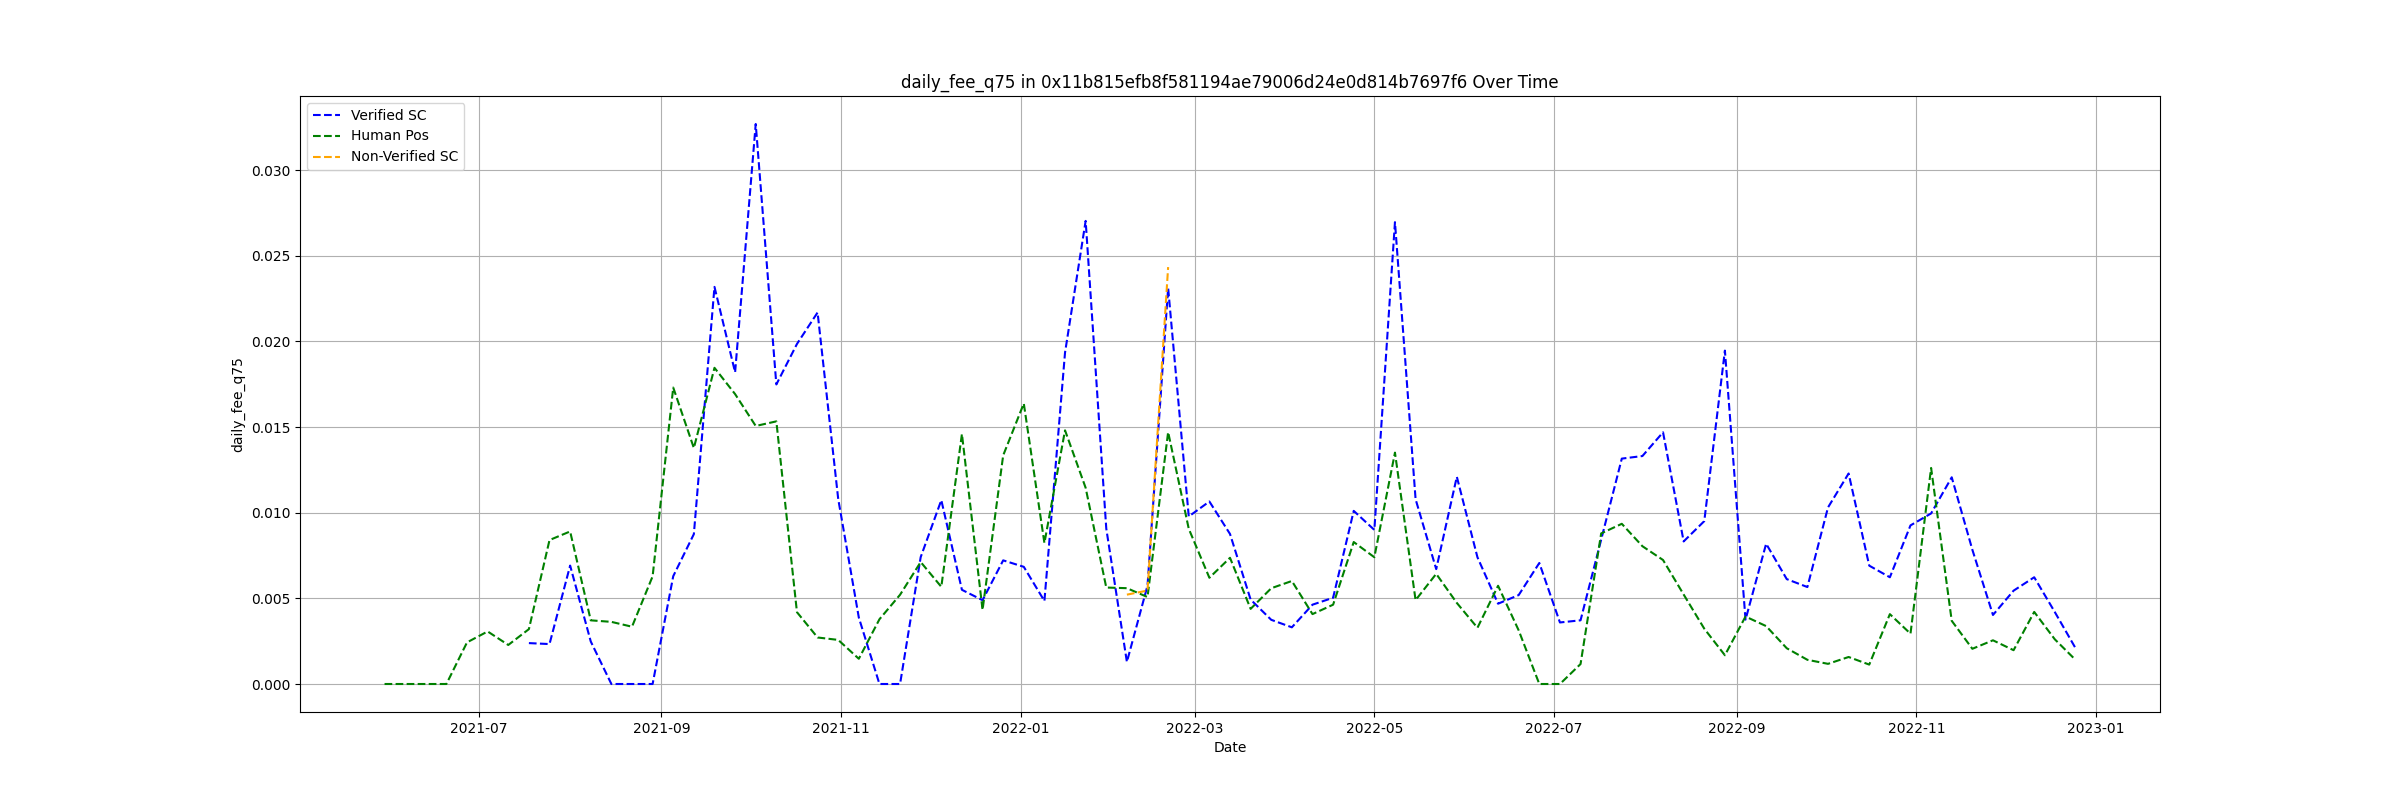 daily_fee_q75 in 0x11b815efb8f581194ae79006d24e0d814b7697f6 Over Time
Verified SC
Human Pos
Non-Verified SC
daily_fee_q75
0.030
0.025
0.020
0.015
0.010
0.005
0.000
2021-07
2021-09
2021-11
2022-01
2022-03
2022-05
2022-07
2022-09
2022-11
2023-01
Date